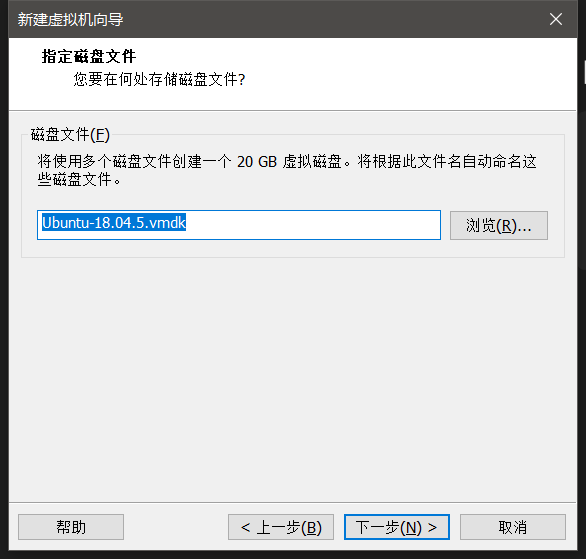 新建虚拟机向导
指定磁盘文件
您要在何处存储磁盘文件?
磁盘文件(F)
将使用多个磁盘文件创建一个 20 GB 虚拟磁盘。将根据此文件名自动命名这
些磁盘文件。
Ubuntu-18.04.5.vmdk
浏览(R)...
帮助
< 上一步(B)
下一步(N) >
取消